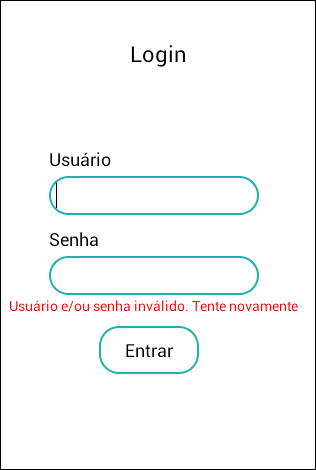 Login
Usuário
Senha
Usuário e/ou senha inválido. Tente novamente
Entrar